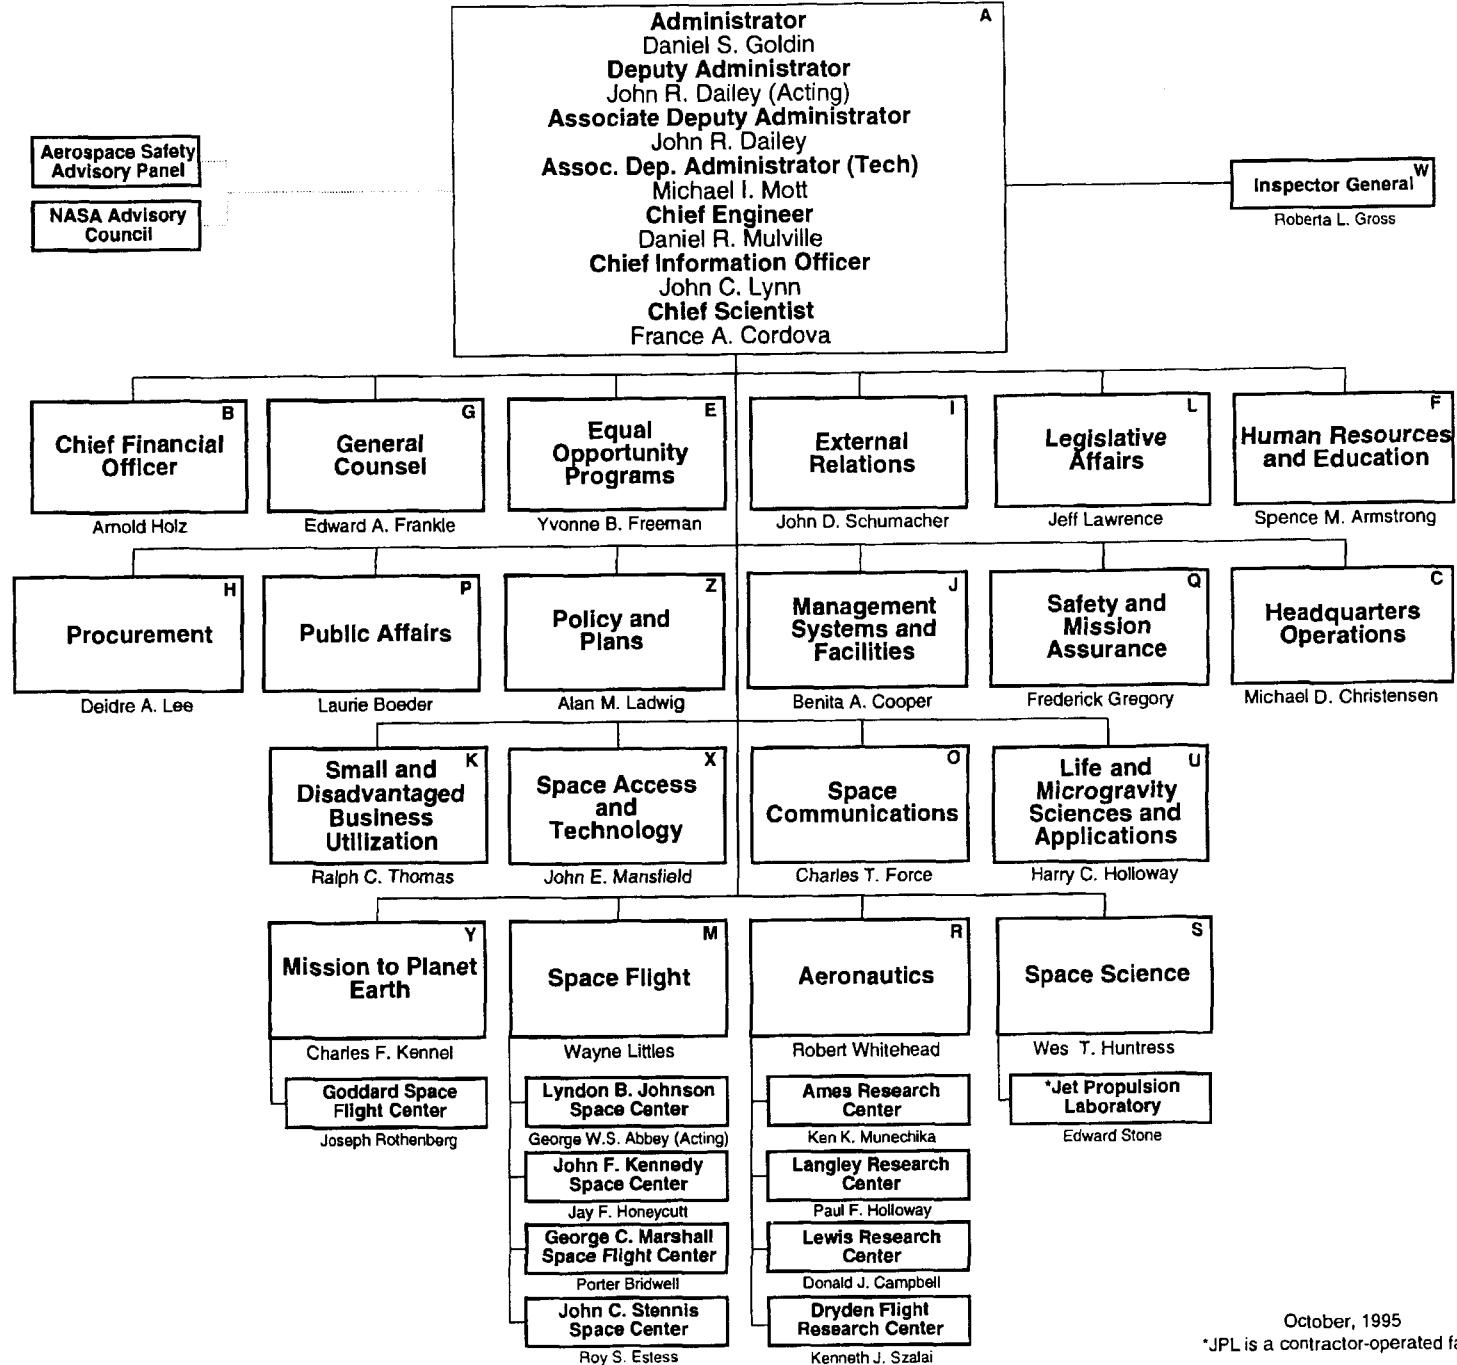 A
Administrator
Daniel S. Goldin
Deputy Administrator
John R. Dailey (Acting)
Associate Deputy Administrator
John R. Dailey
Assoc. Dep. Administrator (Tech)
Michael I. Mott
Chief Engineer
Daniel R. Mulville
Chief Information Officer
John C. Lynn
Chief Scientist
France A. Cordova
Aerospace Safety
Advisory Panel
NASA Advisory
Council
Inspector General W
Roberta L. Gross
B
Chief Financial
Officer
Arnold Holz
G
General
Counsel
Edward A. Frankle
E
Equal
Opportunity
Programs
Yvonne B. Freeman
I
External
Relations
John D. Schumacher
L
Legislative
Affairs
Jeff Lawrence
F
Human Resources
and Education
Spence M. Armstrong
H
Procurement
Deidre A. Lee
P
Public Affairs
Laurie Boeder
Z
Policy and
Plans
Alan M. Ladwig
J
Management
Systems and
Facilities
Benita A. Cooper
Q
Safety and
Mission
Assurance
Frederick Gregory
C
Headquarters
Operations
Michael D. Christensen
K
Small and
Disadvantaged
Business
Utilization
Ralph C. Thomas
X
Space Access
and
Technology
John E. Mansfield
O
Space
Communications
Charles T. Force
U
Life and
Microgravity
Sciences and
Applications
Harry C. Holloway
Y
Mission to Planet
Earth
Charles F. Kennel
Goddard Space
Flight Center
Joseph Rothenberg
M
Space Flight
Wayne Littles
Lyndon B. Johnson
Space Center
George W.S. Abbey (Acting)
John F. Kennedy
Space Center
Jay F. Honeycutt
George C. Marshall
Space Flight Center
Porter Bridwell
John C. Stennis
Space Center
Roy S. Estess
R
Aeronautics
Robert Whitehead
Ames Research
Center
Ken K. Munechika
Langley Research
Center
Paul F. Holloway
Lewis Research
Center
Donald J. Campbell
Dryden Flight
Research Center
Kenneth J. Szalai
S
Space Science
Wes T. Huntress
*Jet Propulsion
Laboratory
Edward Stone
October, 1995
*JPL is a contractor-operated